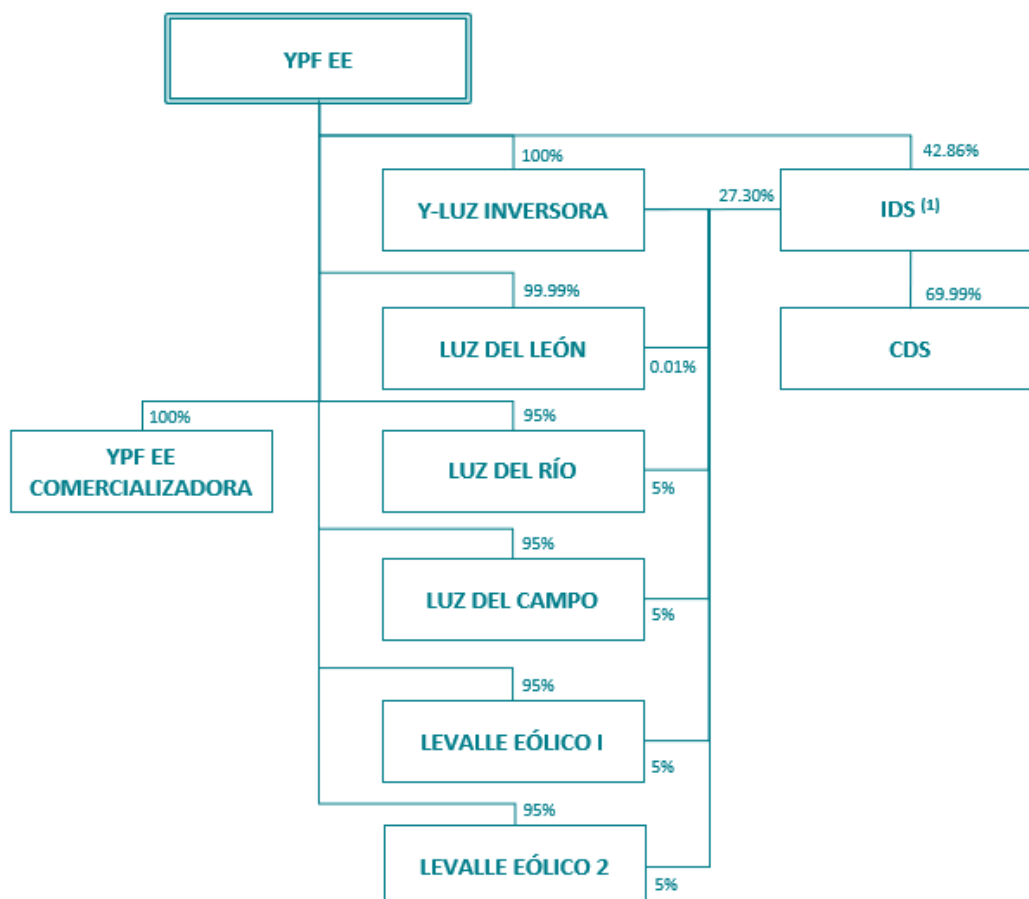 YPF EE
100%
42.86%
Y-LUZ INVERSORA
27.30%
IDS (1)
99.99%
69.99%
LUZ DEL LEÓN
0.01%
CDS
100%
95%
YPF EE
COMERCIALIZADORA
LUZ DEL RÍO
5%
95%
LUZ DEL CAMPO
5%
95%
LEVALLE EÓLICO I
5%
95%
LEVALLE EÓLICO 2
5%